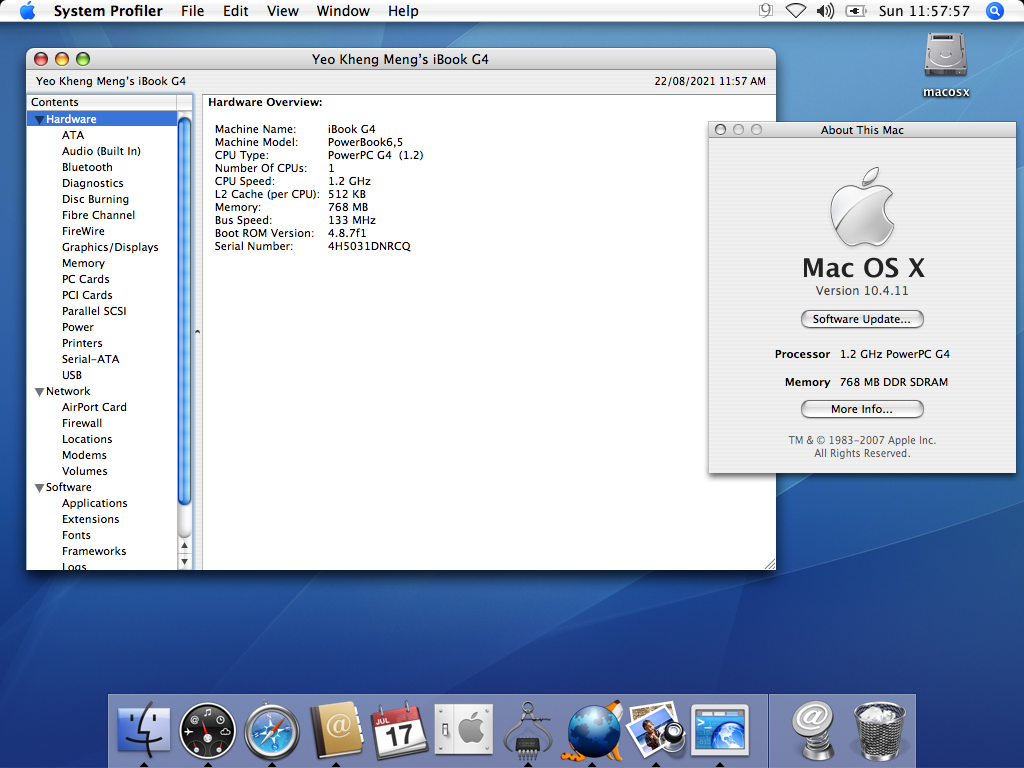 System Profiler File Edit View Window Help Sun 11:57:57
Yeo Kheng Meng's iBook G4
Yeo Kheng Meng's iBook G4 22/08/2021 11:57 AM
Contents
Hardware
ATA
Audio (Built In)
Bluetooth
Diagnostics
Disc Burning
Fibre Channel
FireWire
Graphics/Displays
Memory
PC Cards
PCI Cards
Parallel SCSI
Power
Printers
Serial-ATA
USB
Network
AirPort Card
Firewall
Locations
Modems
Volumes
Software
Applications
Extensions
Fonts
Frameworks
Logs
Hardware Overview:
Machine Name: iBook G4
Machine Model: PowerBook6,5
CPU Type: PowerPC G4 (1.2)
Number Of CPUs: 1
CPU Speed: 1.2 GHz
L2 Cache (per CPU): 512 KB
Memory: 768 MB
Bus Speed: 133 MHz
Boot ROM Version: 4.8.7f1
Serial Number: 4H5031DNRCQ
macosx
About This Mac
Mac OS X
Version 10.4.11
Software Update...
Processor 1.2 GHz PowerPC G4
Memory 768 MB DDR SDRAM
More Info...
TM & © 1983-2007 Apple Inc.
All Rights Reserved.
@
JUL
17
@